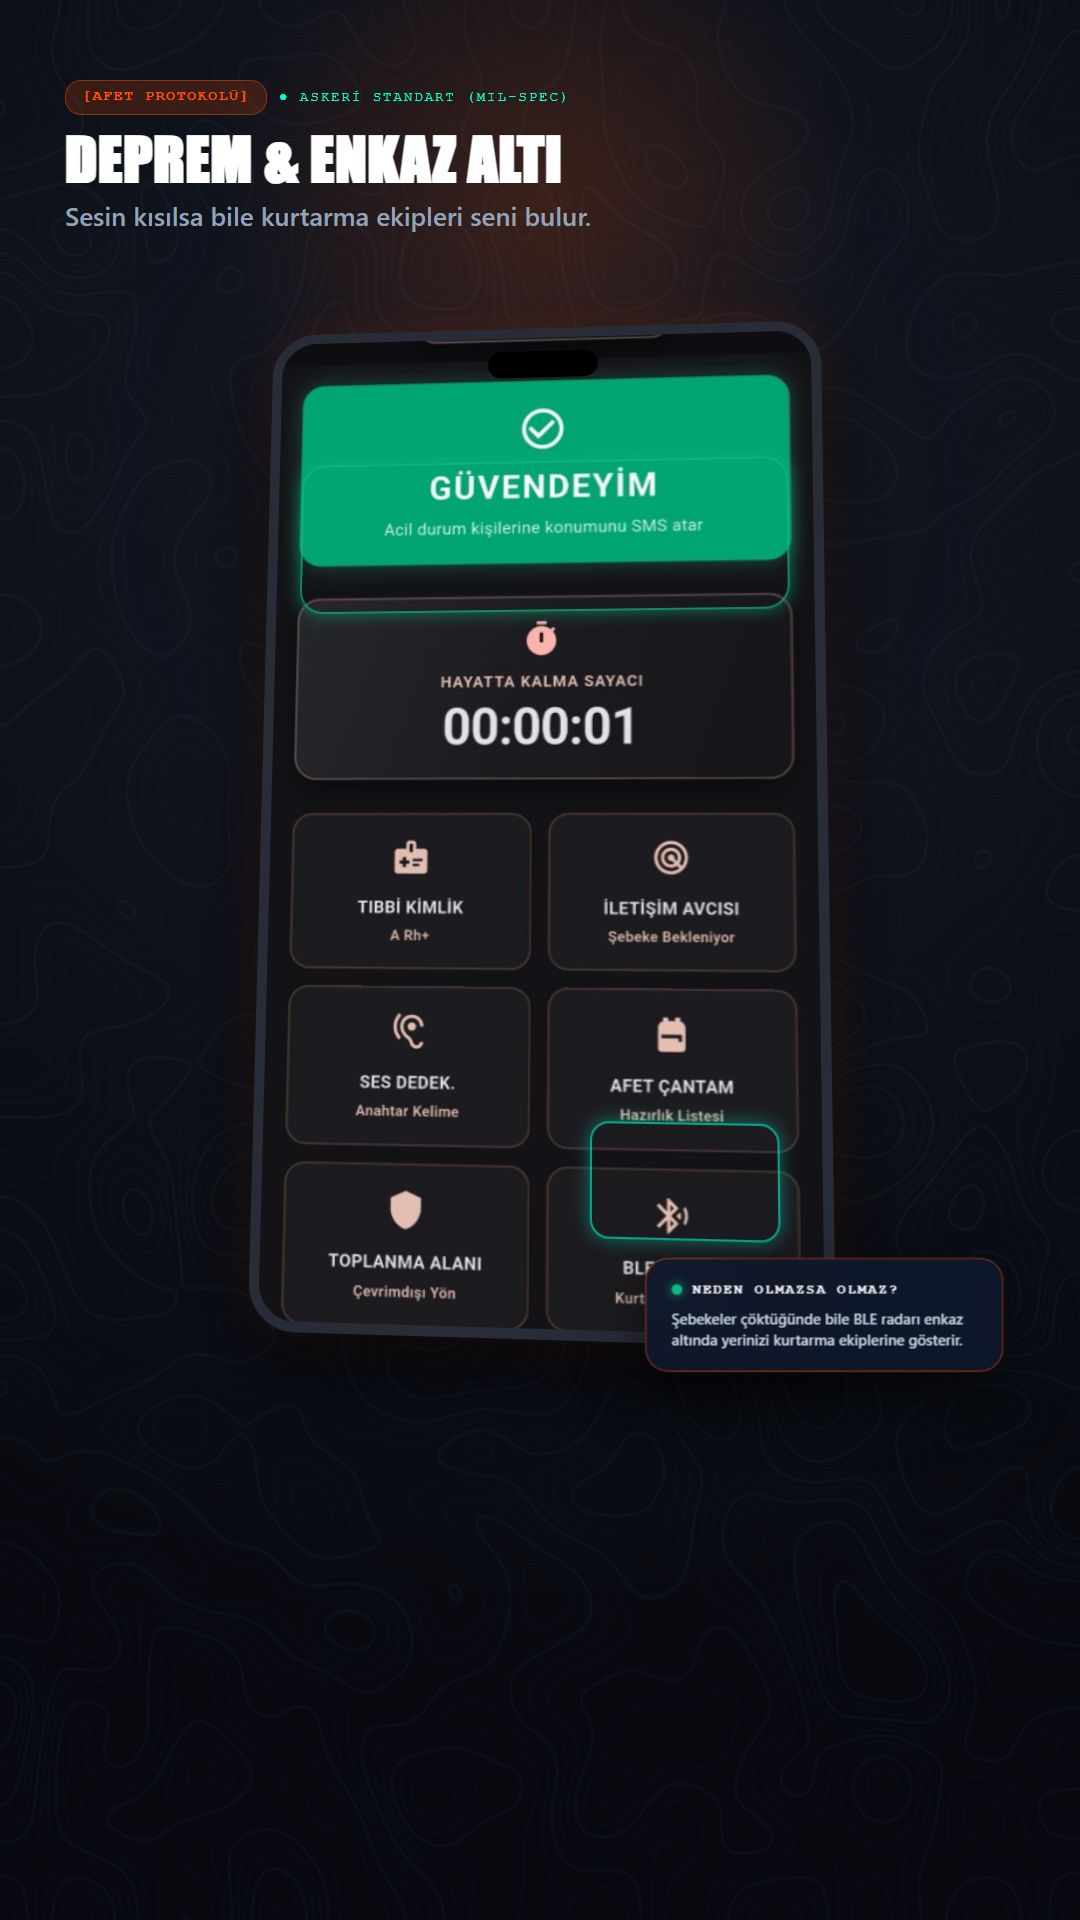 [AFET PROTOKOLÜ] ASKERİ STANDART (MIL-SPEC)
DEPREM & ENKAZ ALTI
Sesin kısılsa bile kurtarma ekipleri seni bulur.
GÜVENDEYİM
Acil durum kişilerine konumunu SMS atar
HAYATTA KALMA SAYACI
00:00:01
TIBBİ KİMLİK
A Rh+
İLETİŞİM AVCISI
Şebeke Bekleniyor
SES DEDEK.
Anahtar Kelime
AFET ÇANTAM
Hazırlık Listesi
TOPLANMA ALANI
Çevrimdışı Yön
BLE
Kurt
NEDEN OLMAZSA OLMAZ?
Şebekeler çöktüğünde bile BLE radarı enkaz
altında yerinizi kurtarma ekiplerine gösterir.